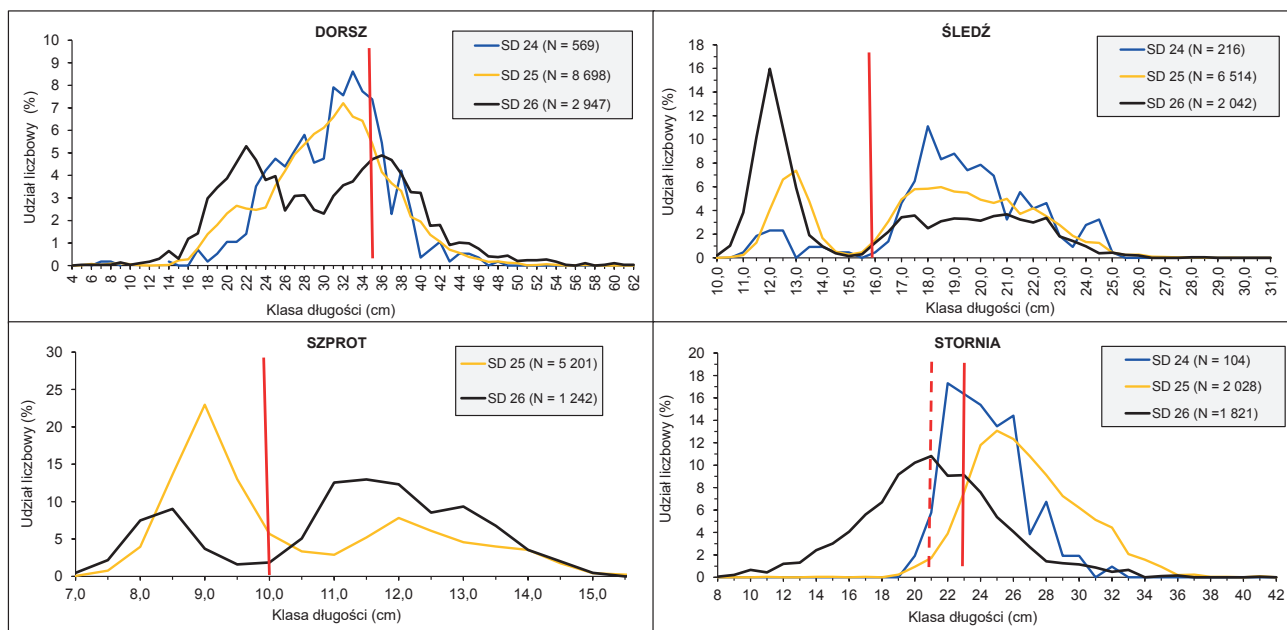 DORSZ
Udział liczbowy (%)
10
9
8
7
6
5
4
3
2
1
0
SD 24 (N = 569)
SD 25 (N = 8 698)
SD 26 (N = 2 947)
4 6 8 10 12 14 16 18 20 22 24 26 28 30 32 34 36 38 40 42 44 46 48 50 52 54 56 58 60 62
Klasa długości (cm)
ŚLEDŹ
Udział liczbowy (%)
18
16
14
12
10
8
6
4
2
0
SD 24 (N = 216)
SD 25 (N = 6 514)
SD 26 (N = 2 042)
10,0 11,0 12,0 13,0 14,0 15,0 16,0 17,0 18,0 19,0 20,0 21,0 22,0 23,0 24,0 25,0 26,0 27,0 28,0 29,0 30,0 31,0
Klasa długości (cm)
SZPROT
Udział liczbowy (%)
30
25
20
15
10
5
0
SD 25 (N = 5 201)
SD 26 (N = 1 242)
7,0 8,0 9,0 10,0 11,0 12,0 13,0 14,0 15,0
Klasa długości (cm)
STORNIA
Udział liczbowy (%)
20
18
16
14
12
10
8
6
4
2
0
SD 24 (N = 104)
SD 25 (N = 2 028)
SD 26 (N =1 821)
8 10 12 14 16 18 20 22 24 26 28 30 32 34 36 38 40 42
Klasa długości (cm)